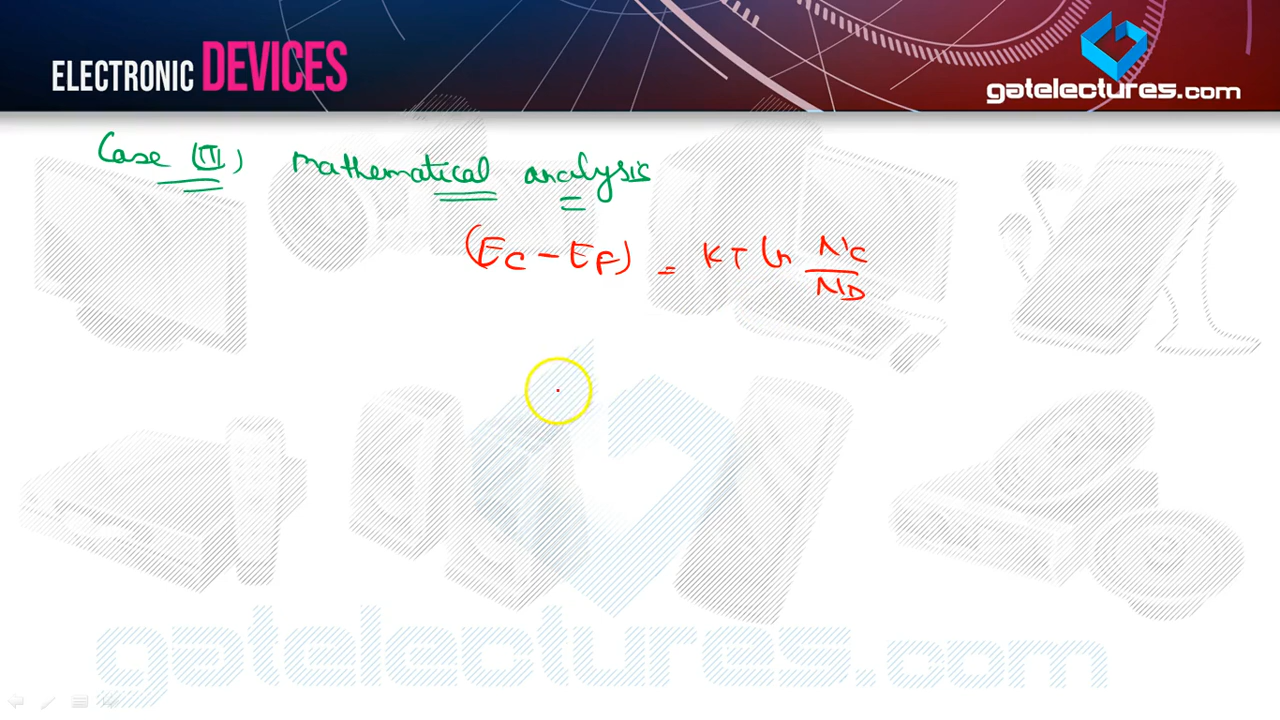 ELECTRONIC DEVICES
gatelectures.com
Case (II) Mathematical analysis
(EC - EF) = KT ln NC/ND
gatelectures.com